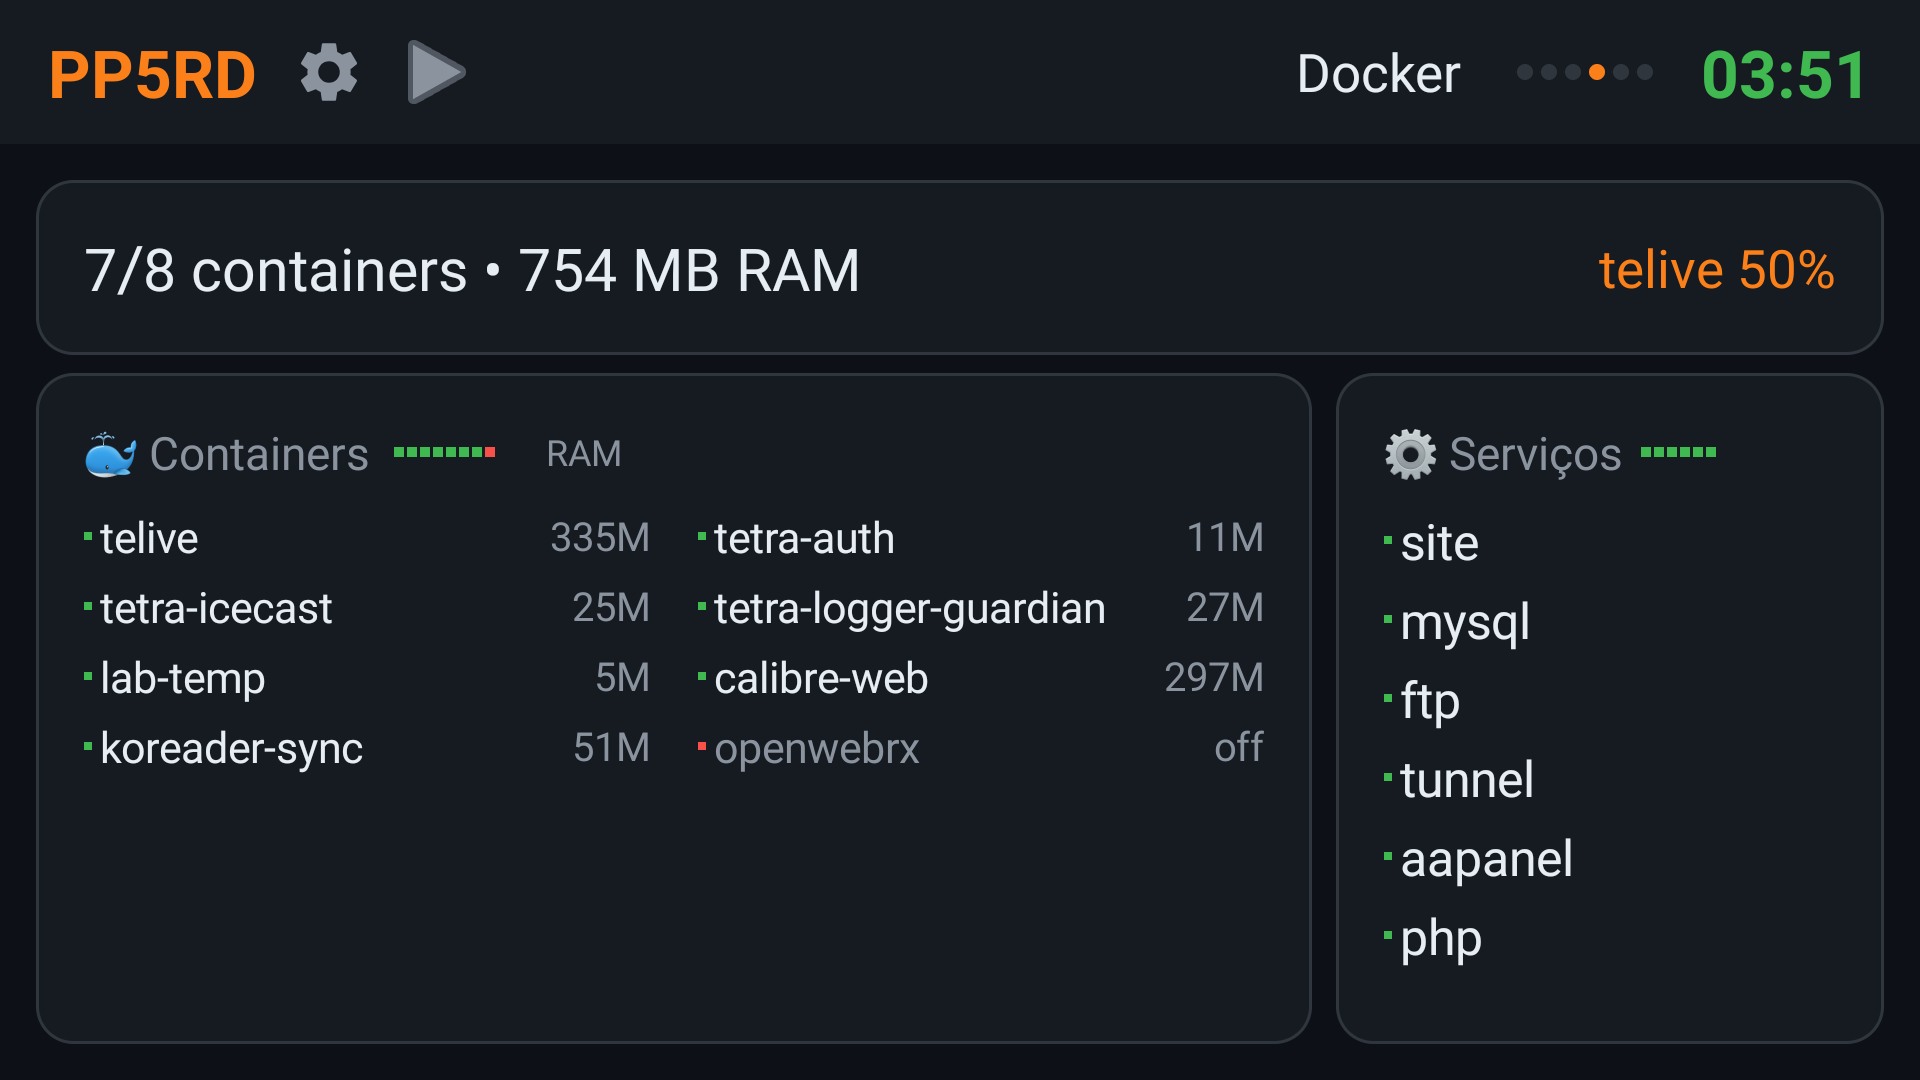 PP5RD Docker 03:51
7/8 containers • 754 MB RAM telive 50%
Containers RAM
telive 335M tetra-auth 11M
tetra-icecast 25M tetra-logger-guardian 27M
lab-temp 5M calibre-web 297M
koreader-sync 51M openwebrx off
Serviços
site
mysql
ftp
tunnel
aapanel
php